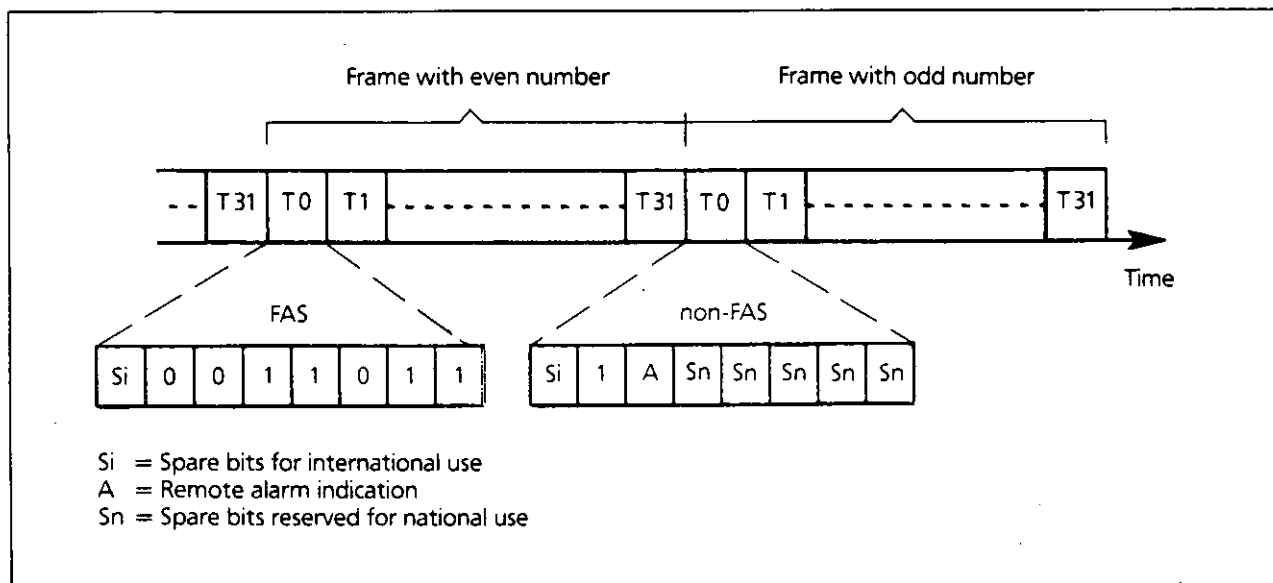 Frame with even number Frame with odd number
-- T31 T0 T1 ---------------- T31 T0 T1 ---------------- T31
Time
FAS non-FAS
Si 0 0 1 1 0 1 1 Si 1 A Sn Sn Sn Sn Sn
Si = Spare bits for international use
A = Remote alarm indication
Sn = Spare bits reserved for national use